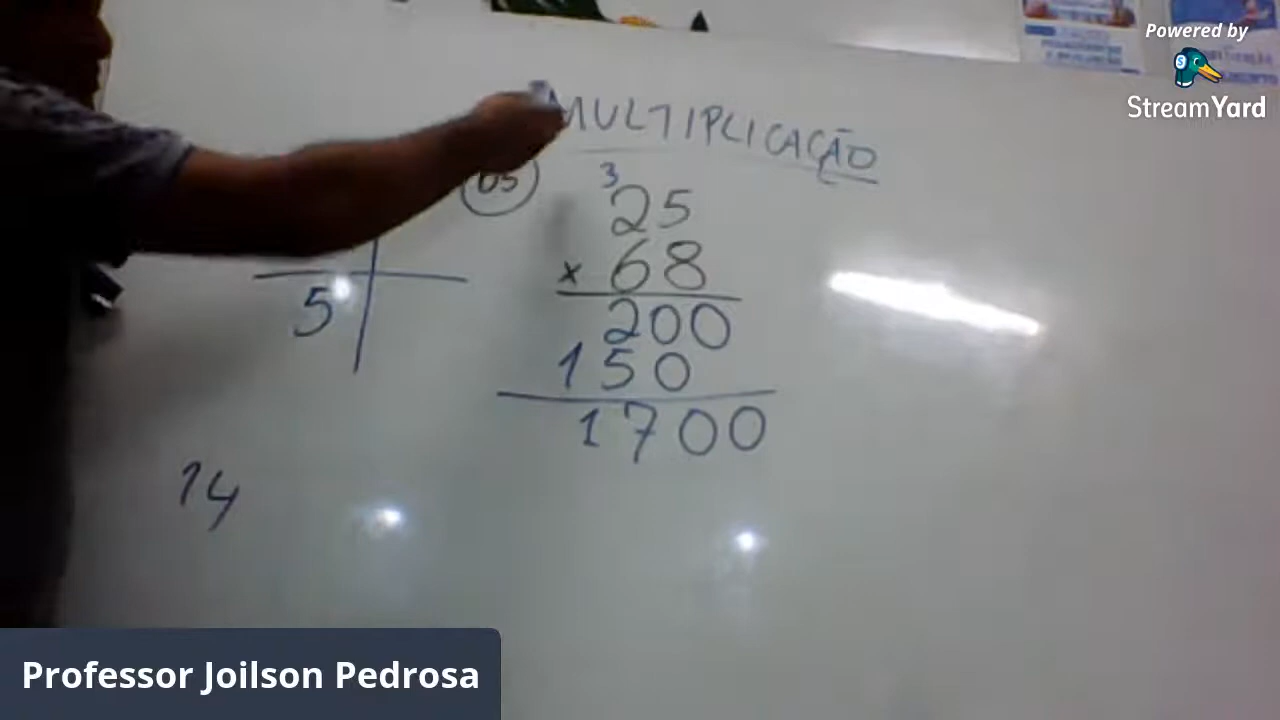 Powered by
StreamYard
MULTIPLICAÇÃO
05
3
25
x 68
200
150
1700
5
14
Professor Joilson Pedrosa